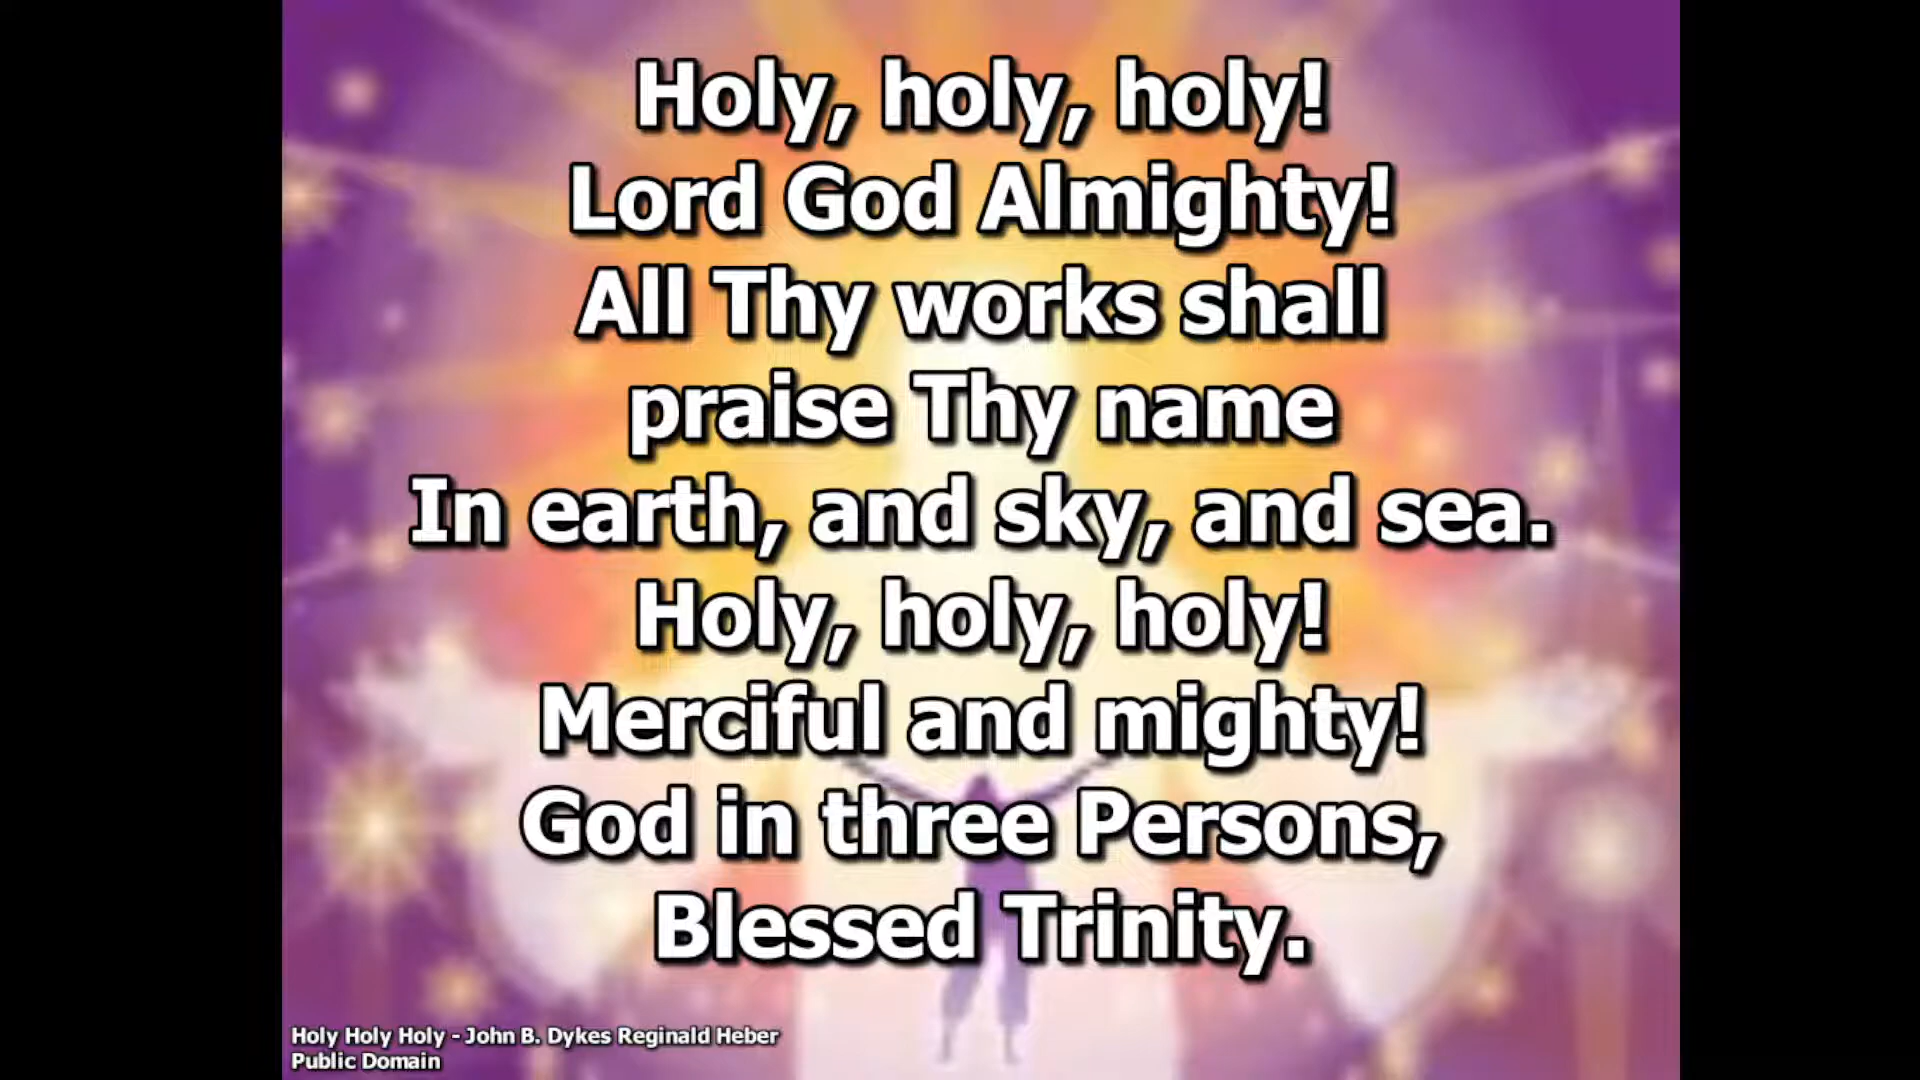 Holy, holy, holy!
Lord God Almighty!
All Thy works shall
praise Thy name
In earth, and sky, and sea.
Holy, holy, holy!
Merciful and mighty!
God in three Persons,
Blessed Trinity.
Holy Holy Holy - John B. Dykes Reginald Heber
Public Domain